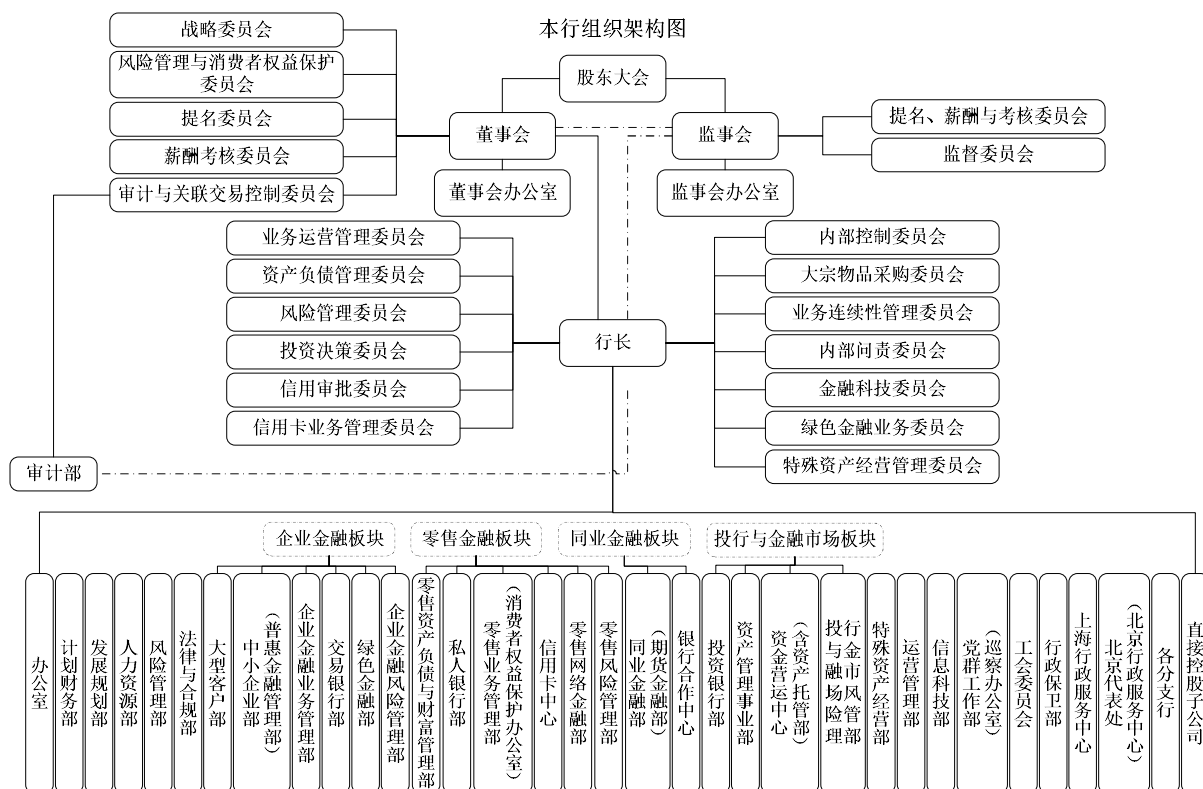 本行组织架构图
股东大会
董事会
监事会
董事会办公室
监事会办公室
战略委员会
风险管理与消费者权益保护
委员会
提名委员会
薪酬考核委员会
审计与关联交易控制委员会
提名、薪酬与考核委员会
监督委员会
行长
业务运营管理委员会
资产负债管理委员会
风险管理委员会
投资决策委员会
信用审批委员会
信用卡业务管理委员会
内部控制委员会
大宗物品采购委员会
业务连续性管理委员会
内部问责委员会
金融科技委员会
绿色金融业务委员会
特殊资产经营管理委员会
审计部
企业金融板块
零售金融板块
同业金融板块
投行与金融市场板块
办公室
计划财务部
发展规划部
人力资源部
风险管理部
法律与合规部
大型客户部
中小企业部
（普惠金融管理部）
企业金融业务管理部
交易银行部
绿色金融部
企业金融风险管理部
零售资产负债与财富管理部
私人银行部
零售业务管理部
（消费者权益保护办公室）
信用卡中心
零售网络金融部
零售风险管理部
同业金融部
（期货金融部）
银行合作中心
投资银行部
资产管理事业部
资金营运中心
（含资产托管部）
投行
与金
融市
场风
险管
理部
特殊资产经营部
运营管理部
信息科技部
党群工作部
（巡察办公室）
工会委员会
行政保卫部
上海行政服务中心
北京代表处
（北京行政服务中心）
各分支行
直接控股子公司